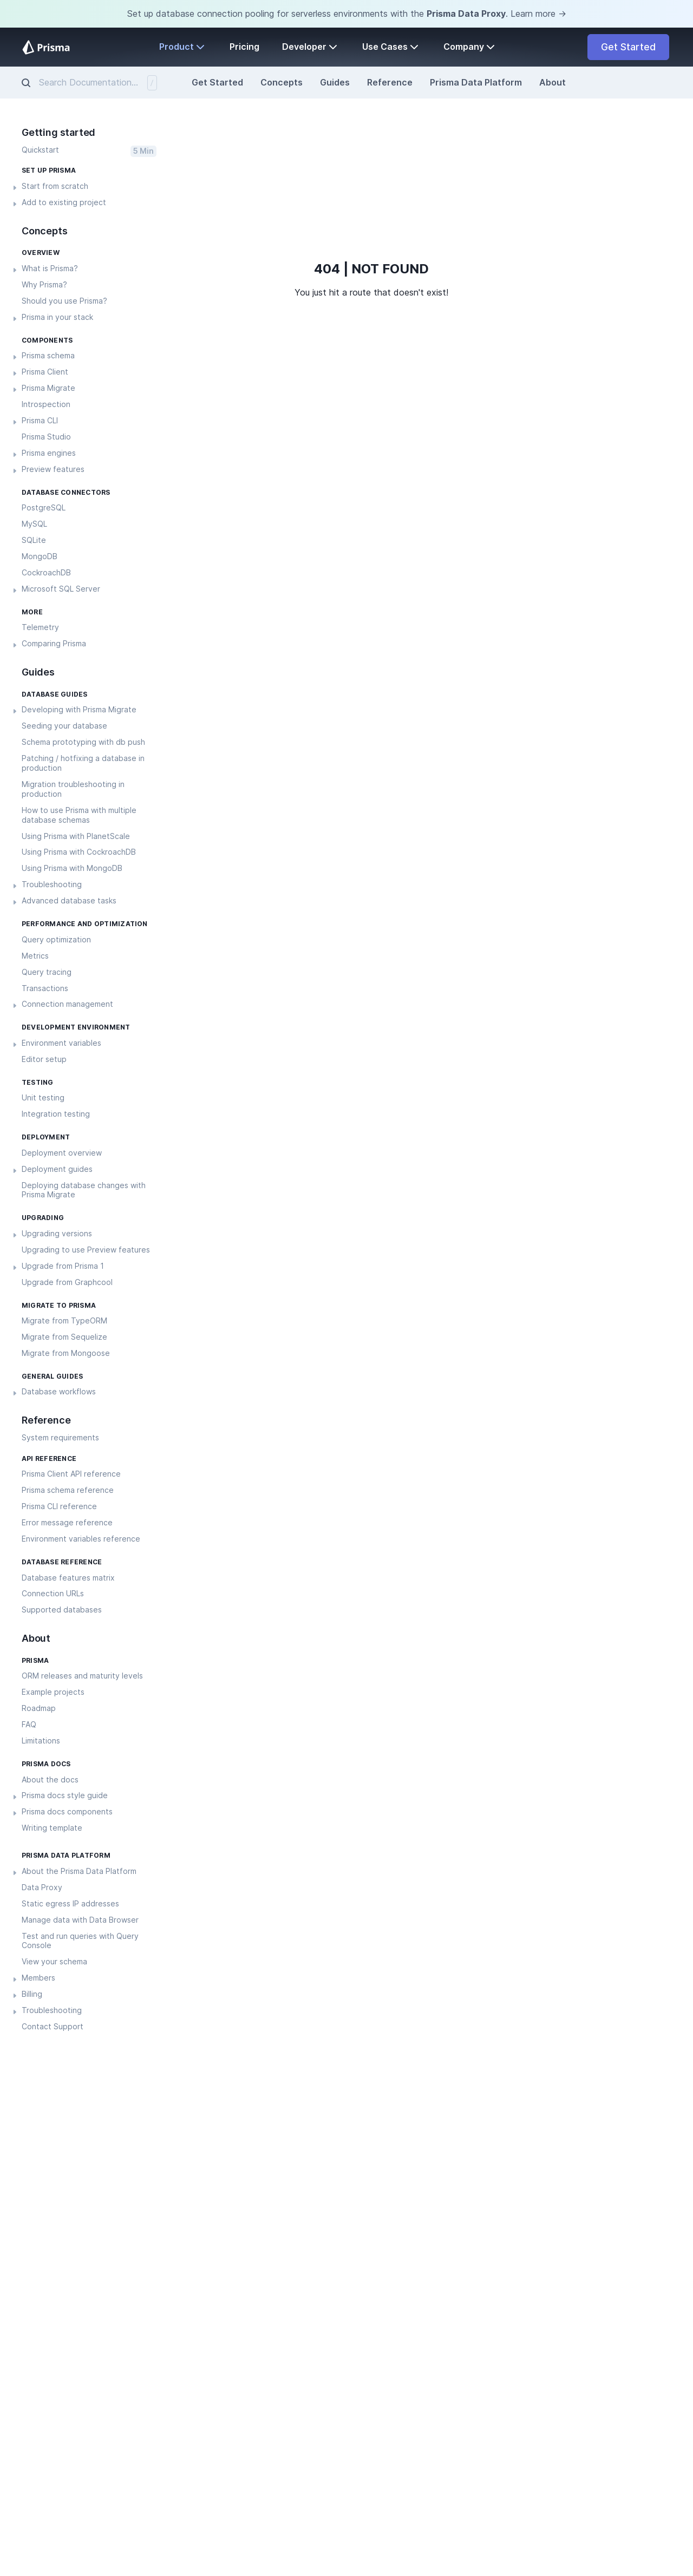 Set up database connection pooling for serverless environments with the Prisma Data Proxy. Learn more →
Prisma
Product
Pricing
Developer
Use Cases
Company
Get Started
Search Documentation...
/
Get Started
Concepts
Guides
Reference
Prisma Data Platform
About
Getting started
Quickstart
5 Min
SET UP PRISMA
Start from scratch
Add to existing project
Concepts
OVERVIEW
What is Prisma?
Why Prisma?
Should you use Prisma?
Prisma in your stack
COMPONENTS
Prisma schema
Prisma Client
Prisma Migrate
Introspection
Prisma CLI
Prisma Studio
Prisma engines
Preview features
DATABASE CONNECTORS
PostgreSQL
MySQL
SQLite
MongoDB
CockroachDB
Microsoft SQL Server
MORE
Telemetry
Comparing Prisma
Guides
DATABASE GUIDES
Developing with Prisma Migrate
Seeding your database
Schema prototyping with db push
Patching / hotfixing a database in
production
Migration troubleshooting in
production
How to use Prisma with multiple
database schemas
Using Prisma with PlanetScale
Using Prisma with CockroachDB
Using Prisma with MongoDB
Troubleshooting
Advanced database tasks
PERFORMANCE AND OPTIMIZATION
Query optimization
Metrics
Query tracing
Transactions
Connection management
DEVELOPMENT ENVIRONMENT
Environment variables
Editor setup
TESTING
Unit testing
Integration testing
DEPLOYMENT
Deployment overview
Deployment guides
Deploying database changes with
Prisma Migrate
UPGRADING
Upgrading versions
Upgrading to use Preview features
Upgrade from Prisma 1
Upgrade from Graphcool
MIGRATE TO PRISMA
Migrate from TypeORM
Migrate from Sequelize
Migrate from Mongoose
GENERAL GUIDES
Database workflows
Reference
System requirements
API REFERENCE
Prisma Client API reference
Prisma schema reference
Prisma CLI reference
Error message reference
Environment variables reference
DATABASE REFERENCE
Database features matrix
Connection URLs
Supported databases
About
PRISMA
ORM releases and maturity levels
Example projects
Roadmap
FAQ
Limitations
PRISMA DOCS
About the docs
Prisma docs style guide
Prisma docs components
Writing template
PRISMA DATA PLATFORM
About the Prisma Data Platform
Data Proxy
Static egress IP addresses
Manage data with Data Browser
Test and run queries with Query
Console
View your schema
Members
Billing
Troubleshooting
Contact Support
404 | NOT FOUND
You just hit a route that doesn't exist!